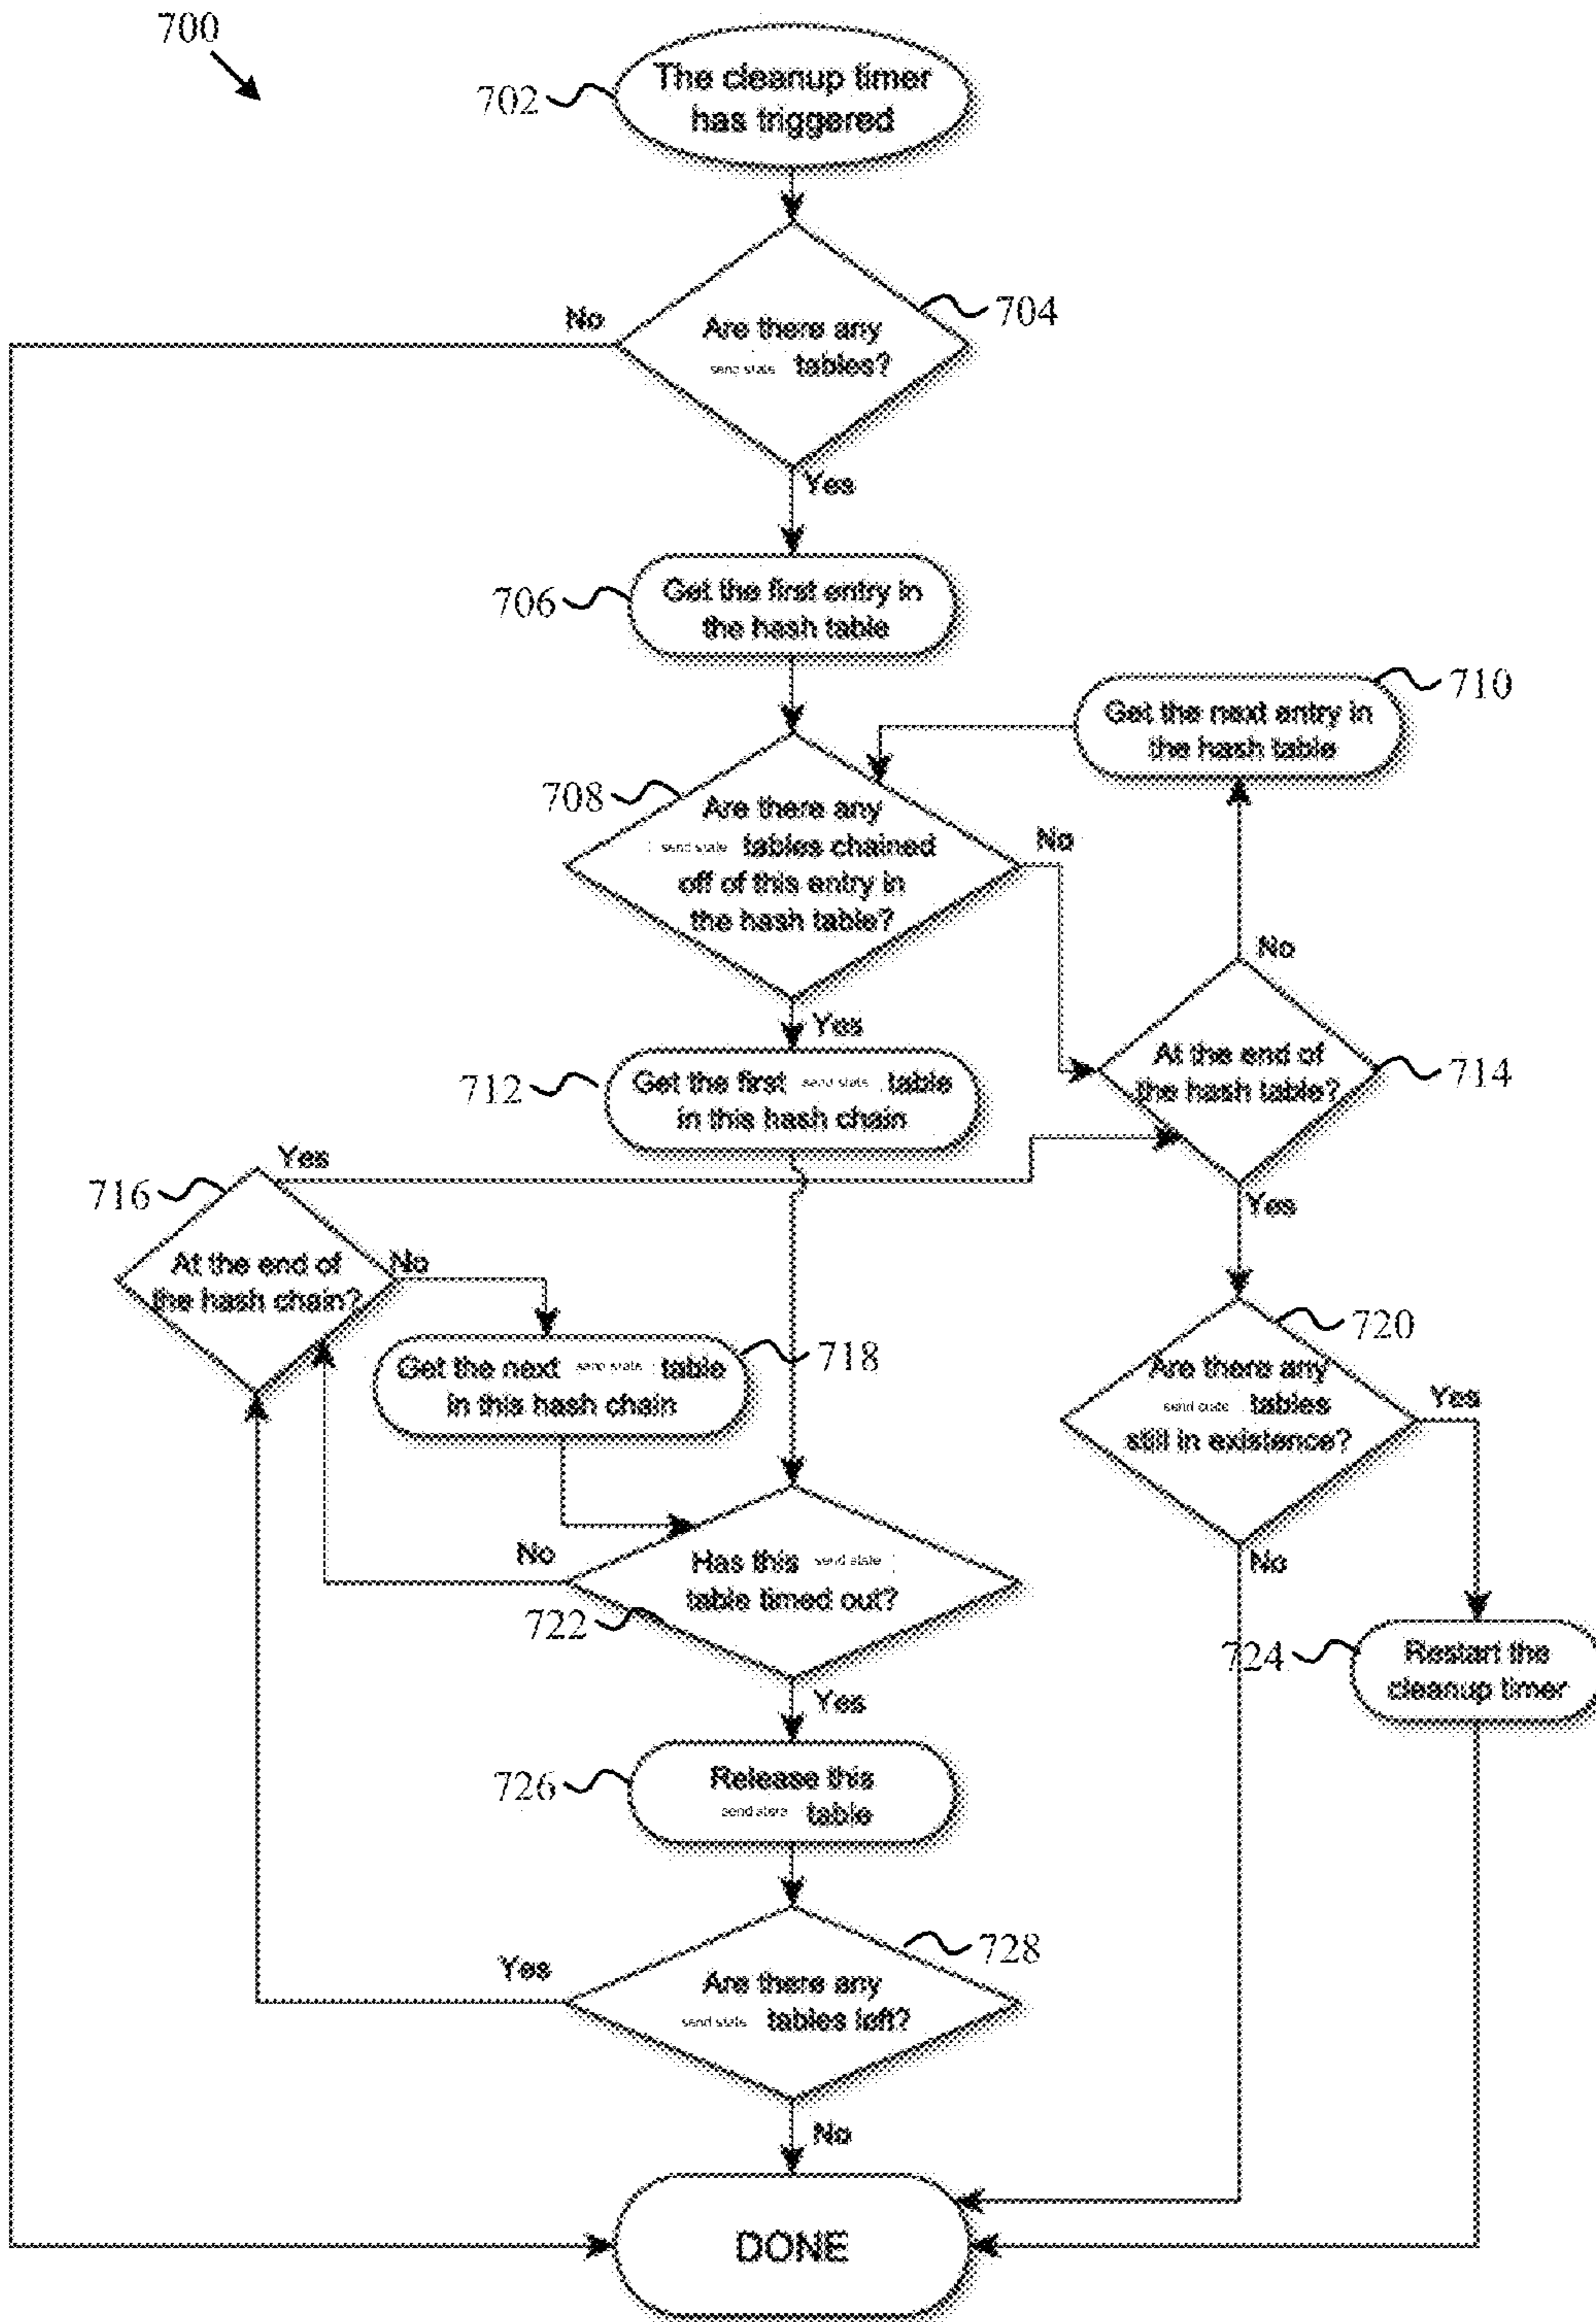 700
702
The cleanup timer
has triggered
704
No
Are there any
send state tables?
Yes
706
Get the first entry in
the hash table
710
Get the next entry in
the hash table
708
Are there any
send state tables chained
off of this entry in
the hash table?
No
Yes
No
712
Get the first send state table
in this hash chain
At the end of
the hash table?
714
Yes
716
At the end of
the hash chain?
No
Yes
Get the next send state table
in this hash chain
718
720
Are there any
send state tables
still in existence?
Yes
No
No
Has this send state
table timed out?
722
Yes
724
Restart the
cleanup timer
726
Release this
send state table
728
Yes
Are there any
send state tables left?
No
DONE